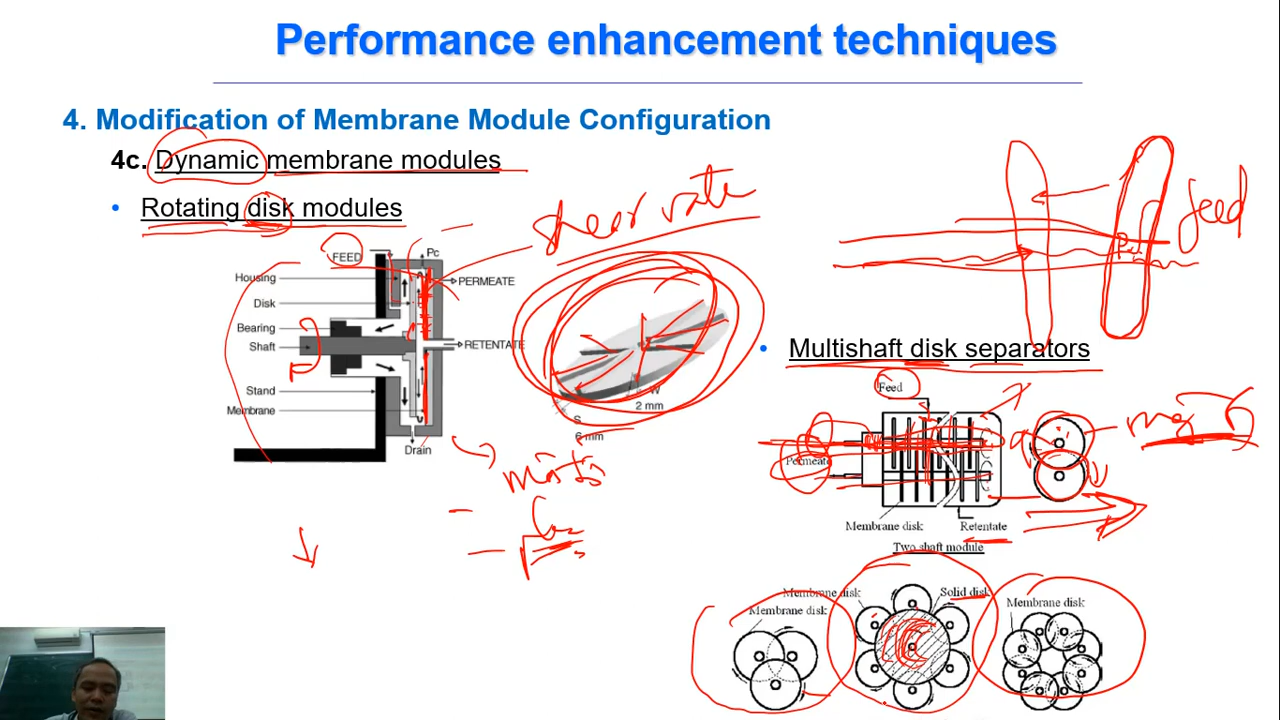 Performance enhancement techniques
4. Modification of Membrane Module Configuration
4c. Dynamic membrane modules
• Rotating disk modules
shear rate
feed
FEED
Pc
Housing
PERMEATE
Disk
Bearing
Shaft
RETENTATE
Stand
Membrane
Drain
W
2 mm
S
6 mm
• Multishaft disk separators
Feed
Permeate
Membrane disk
Retentate
Two shaft module
Membrane disk
Membrane disk
Solid disk
Membrane disk